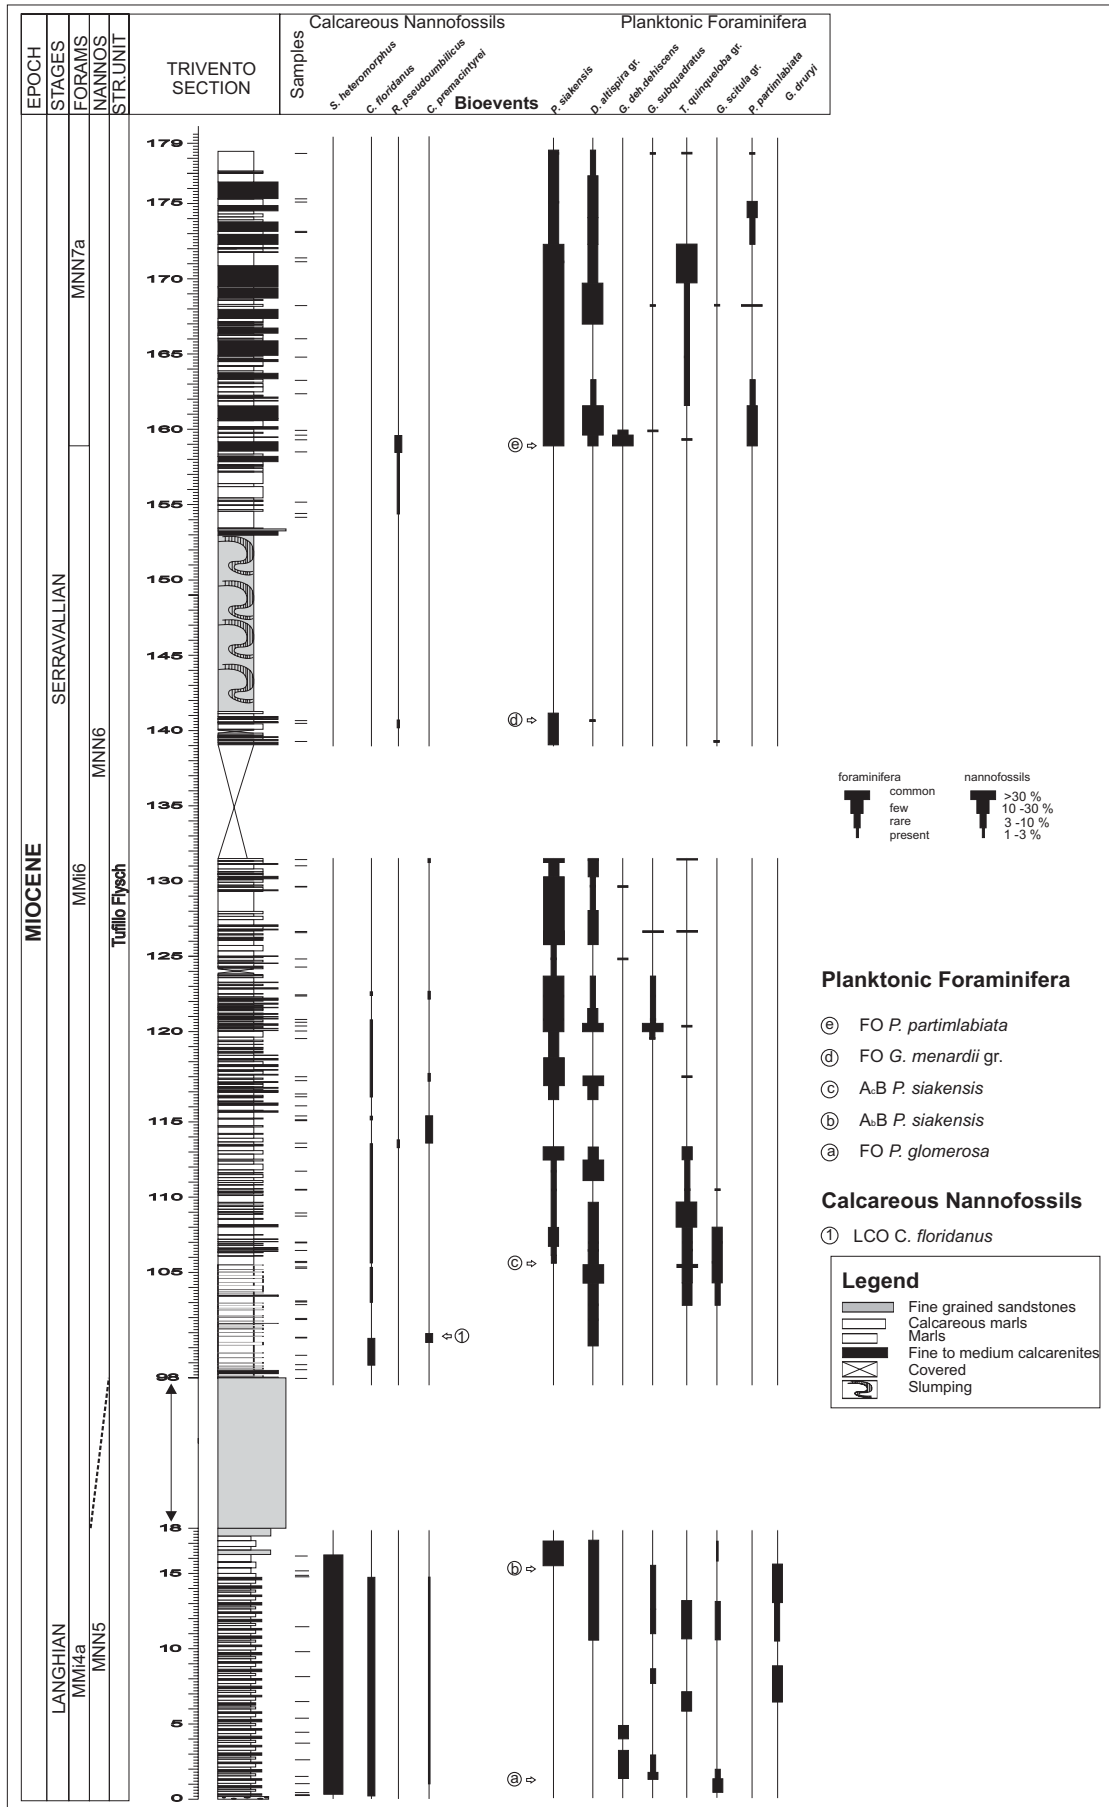 Calcareous Nannofossils
Planktonic Foraminifera
EPOCH
STAGES
FORAMS
NANNOS
STR.UNIT
TRIVENTO
SECTION
Samples
S. heteromorphus
C. floridanus
R. pseudoumbilicus
C. premacintyrei
Bioevents
P. siakensis
D. altispira gr.
G. deh.dehiscens
G. subquadratus
T. quinqueloba gr.
G. scitula gr.
P. partimlabiata
G. druryi
MIOCENE
SERRAVALLIAN
LANGHIAN
MNN7a
MMi6
MMi4a
MNN6
MNN5
Tufillo Flysch
179
175
170
165
160
155
150
145
140
135
130
125
120
115
110
105
98
18
15
10
5
0
e
d
c
1
b
a
foraminifera
common
few
rare
present
nannofossils
>30 %
10 -30 %
3 -10 %
1 -3 %
Planktonic Foraminifera
e FO P. partimlabiata
d FO G. menardii gr.
c AcB P. siakensis
b AbB P. siakensis
a FO P. glomerosa
Calcareous Nannofossils
1 LCO C. floridanus
Legend
Fine grained sandstones
Calcareous marls
Marls
Fine to medium calcarenites
Covered
Slumping